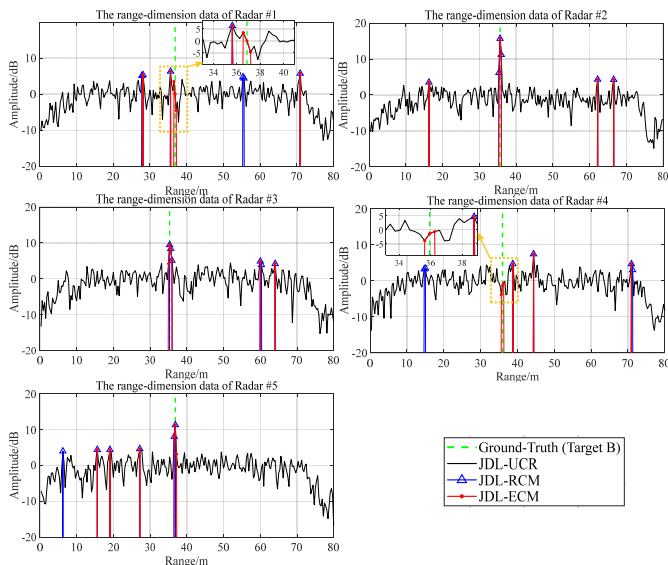 The range-dimension data of Radar #1
Amplitude/dB
20
10
0
-10
-20
0 10 20 30 40 50 60 70 80
Range/m
5
0
-5
34 36 38 40
The range-dimension data of Radar #2
Amplitude/dB
20
10
0
-10
-20
0 10 20 30 40 50 60 70 80
Range/m
The range-dimension data of Radar #3
Amplitude/dB
20
10
0
-10
-20
0 10 20 30 40 50 60 70 80
Range/m
The range-dimension data of Radar #4
Amplitude/dB
20
10
0
-10
-20
0 10 20 30 40 50 60 70 80
Range/m
5
0
-5
34 36 38
The range-dimension data of Radar #5
Amplitude/dB
20
10
0
-10
-20
0 10 20 30 40 50 60 70 80
Range/m
Ground-Truth (Target B)
JDL-UCR
JDL-RCM
JDL-ECM